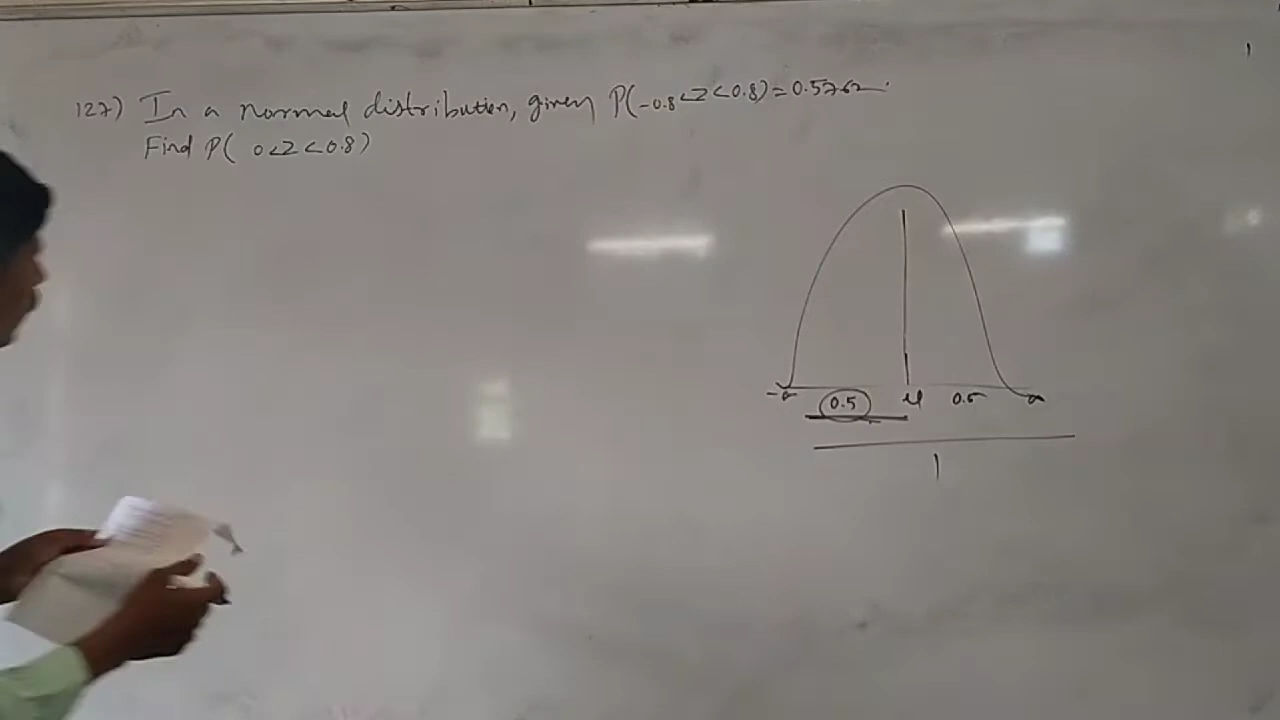 127) In a normal distribution, given P(-0.8<Z<0.8)=0.5762.
Find P( 0<Z<0.8)
-∞ 0.5 μ 0.5 ∞
1